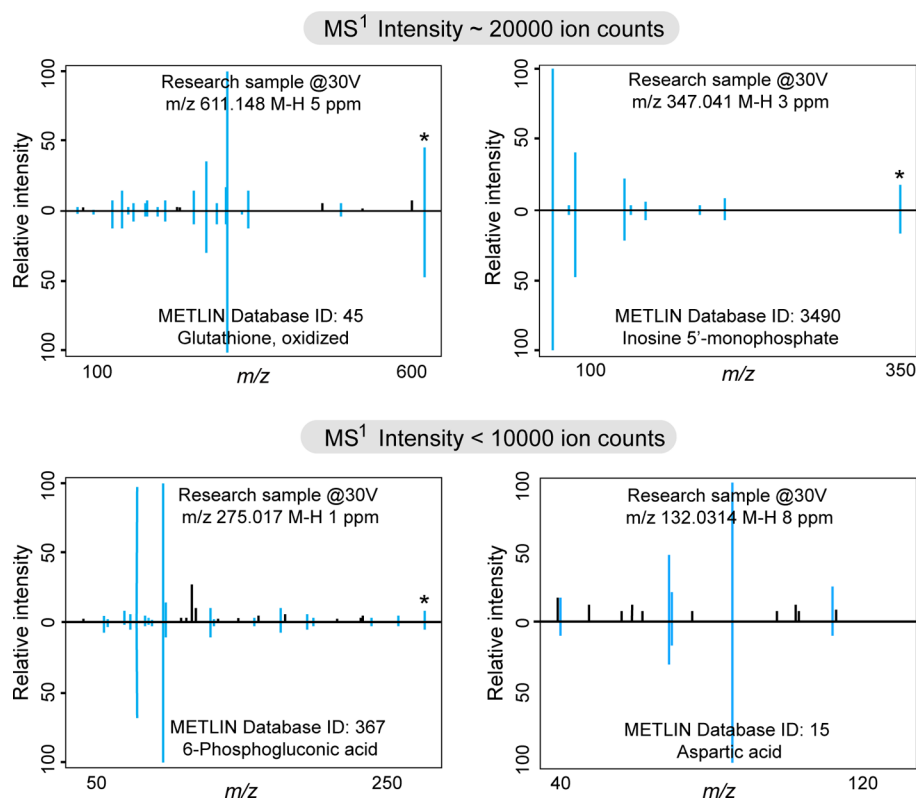 MS1 Intensity ~ 20000 ion counts
Relative intensity
100
50
0
50
100
Research sample @30V
m/z 611.148 M-H 5 ppm
*
METLIN Database ID: 45
Glutathione, oxidized
100
m/z
600
Relative intensity
100
50
0
50
100
Research sample @30V
m/z 347.041 M-H 3 ppm
*
METLIN Database ID: 3490
Inosine 5’-monophosphate
100
m/z
350
MS1 Intensity < 10000 ion counts
Relative intensity
100
50
0
50
100
Research sample @30V
m/z 275.017 M-H 1 ppm
*
METLIN Database ID: 367
6-Phosphogluconic acid
50
m/z
250
Relative intensity
100
50
0
50
100
Research sample @30V
m/z 132.0314 M-H 8 ppm
METLIN Database ID: 15
Aspartic acid
40
m/z
120